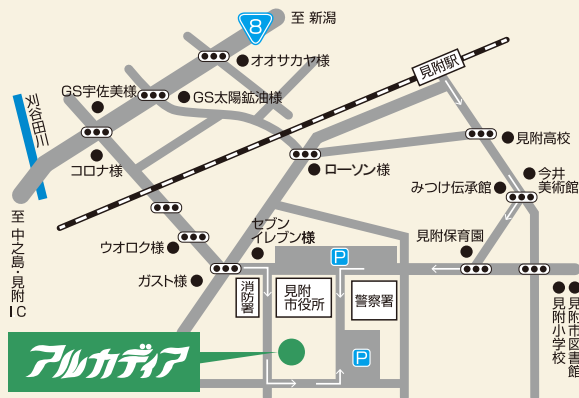 8
至 新潟
オオサカヤ様
見附駅
GS宇佐美様
GS太陽鉱油様
刈谷田川
見附高校
コロナ様
ローソン様
今井
美術館
みつけ伝承館
至 中之島・見附IC
セブン
イレブン様
見附保育園
ウオロク様
P
ガスト様
消防署
見附
市役所
警察署
見附市図書館
見附小学校
アルカディア
P